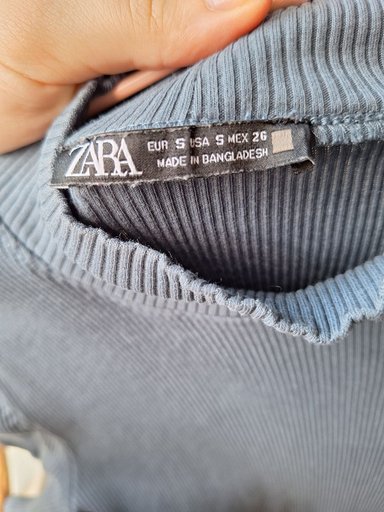 ZARA
EUR S USA S MEX 26
MADE IN BANGLADESH